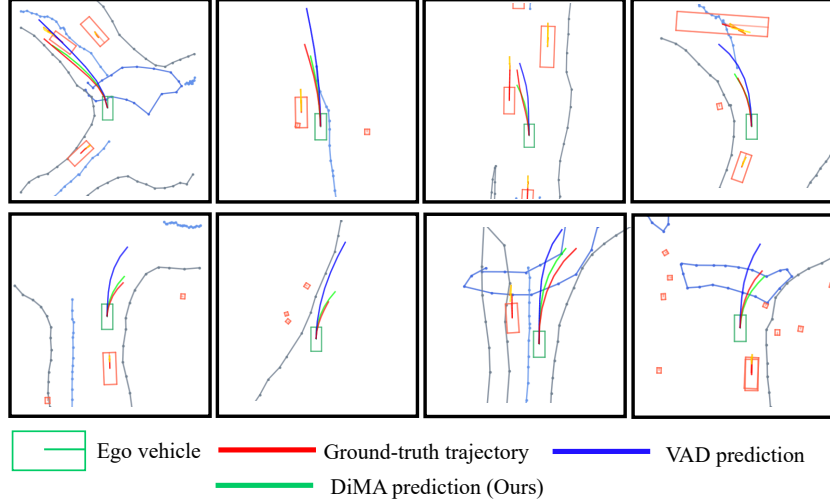 Ego vehicle
Ground-truth trajectory
VAD prediction
DiMA prediction (Ours)